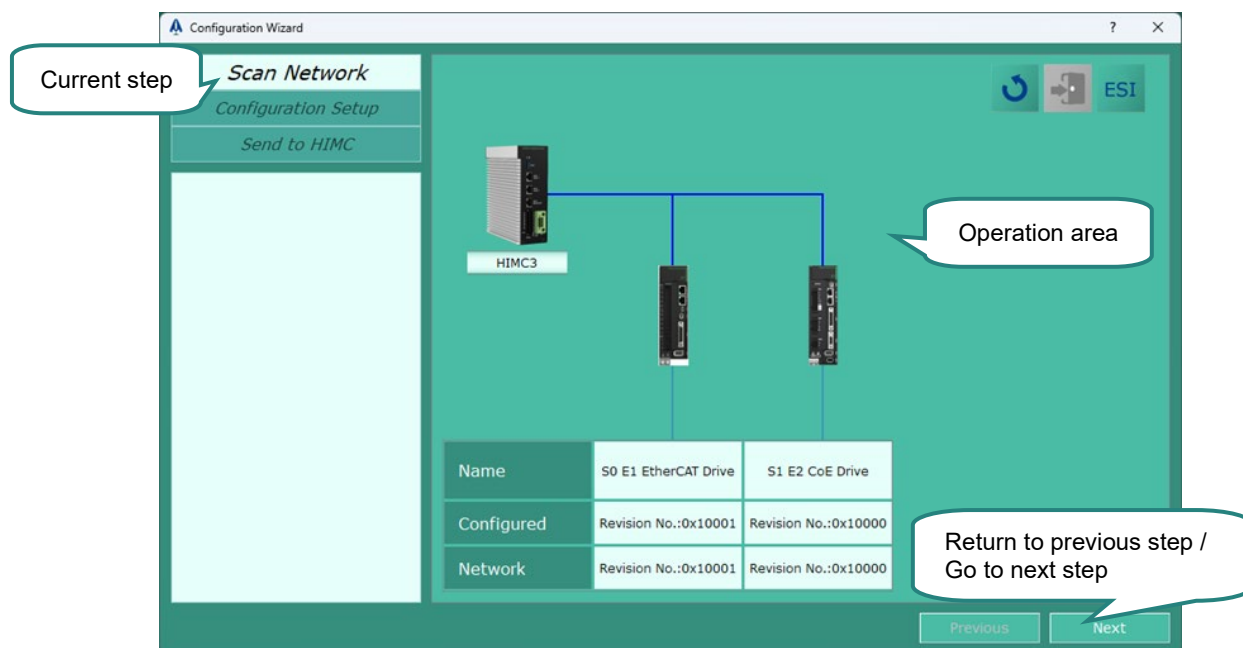 Configuration Wizard
?
Current step
Scan Network
Configuration Setup
Send to HIMC
ESI
HIMC3
Operation area
Name
S0 E1 EtherCAT Drive
S1 E2 CoE Drive
Configured
Revision No.:0x10001
Revision No.:0x10000
Network
Revision No.:0x10001
Revision No.:0x10000
Return to previous step /
Go to next step
Previous
Next